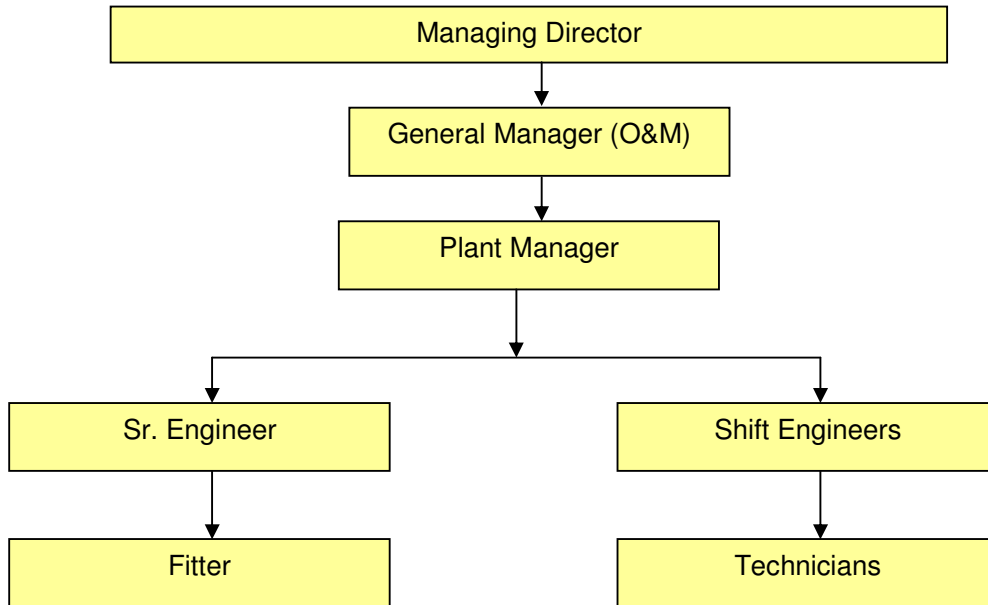 Managing Director
General Manager (O&M)
Plant Manager
Sr. Engineer
Shift Engineers
Fitter
Technicians